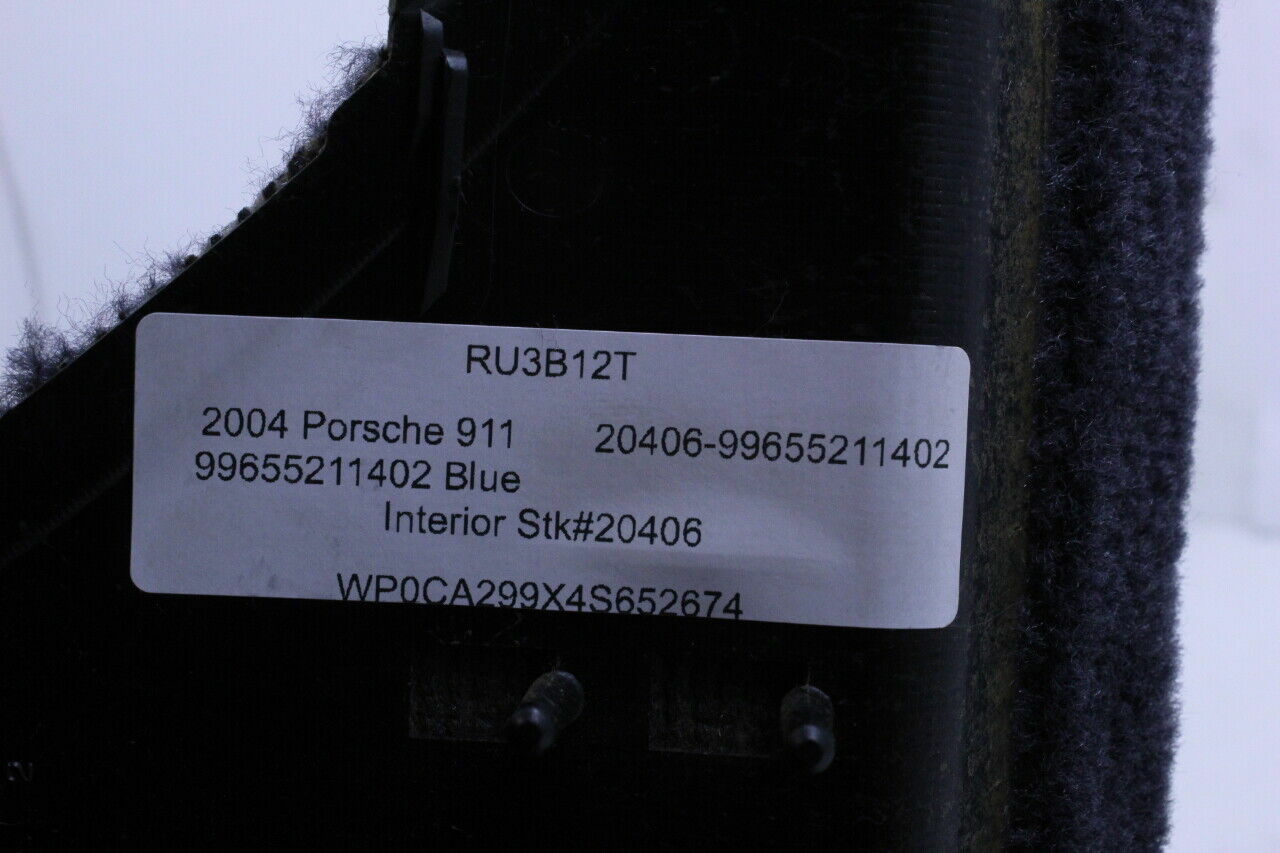 RU3B12T
2004 Porsche 911 20406-99655211402
99655211402 Blue
Interior Stk#20406
WP0CA299X4S652674
N